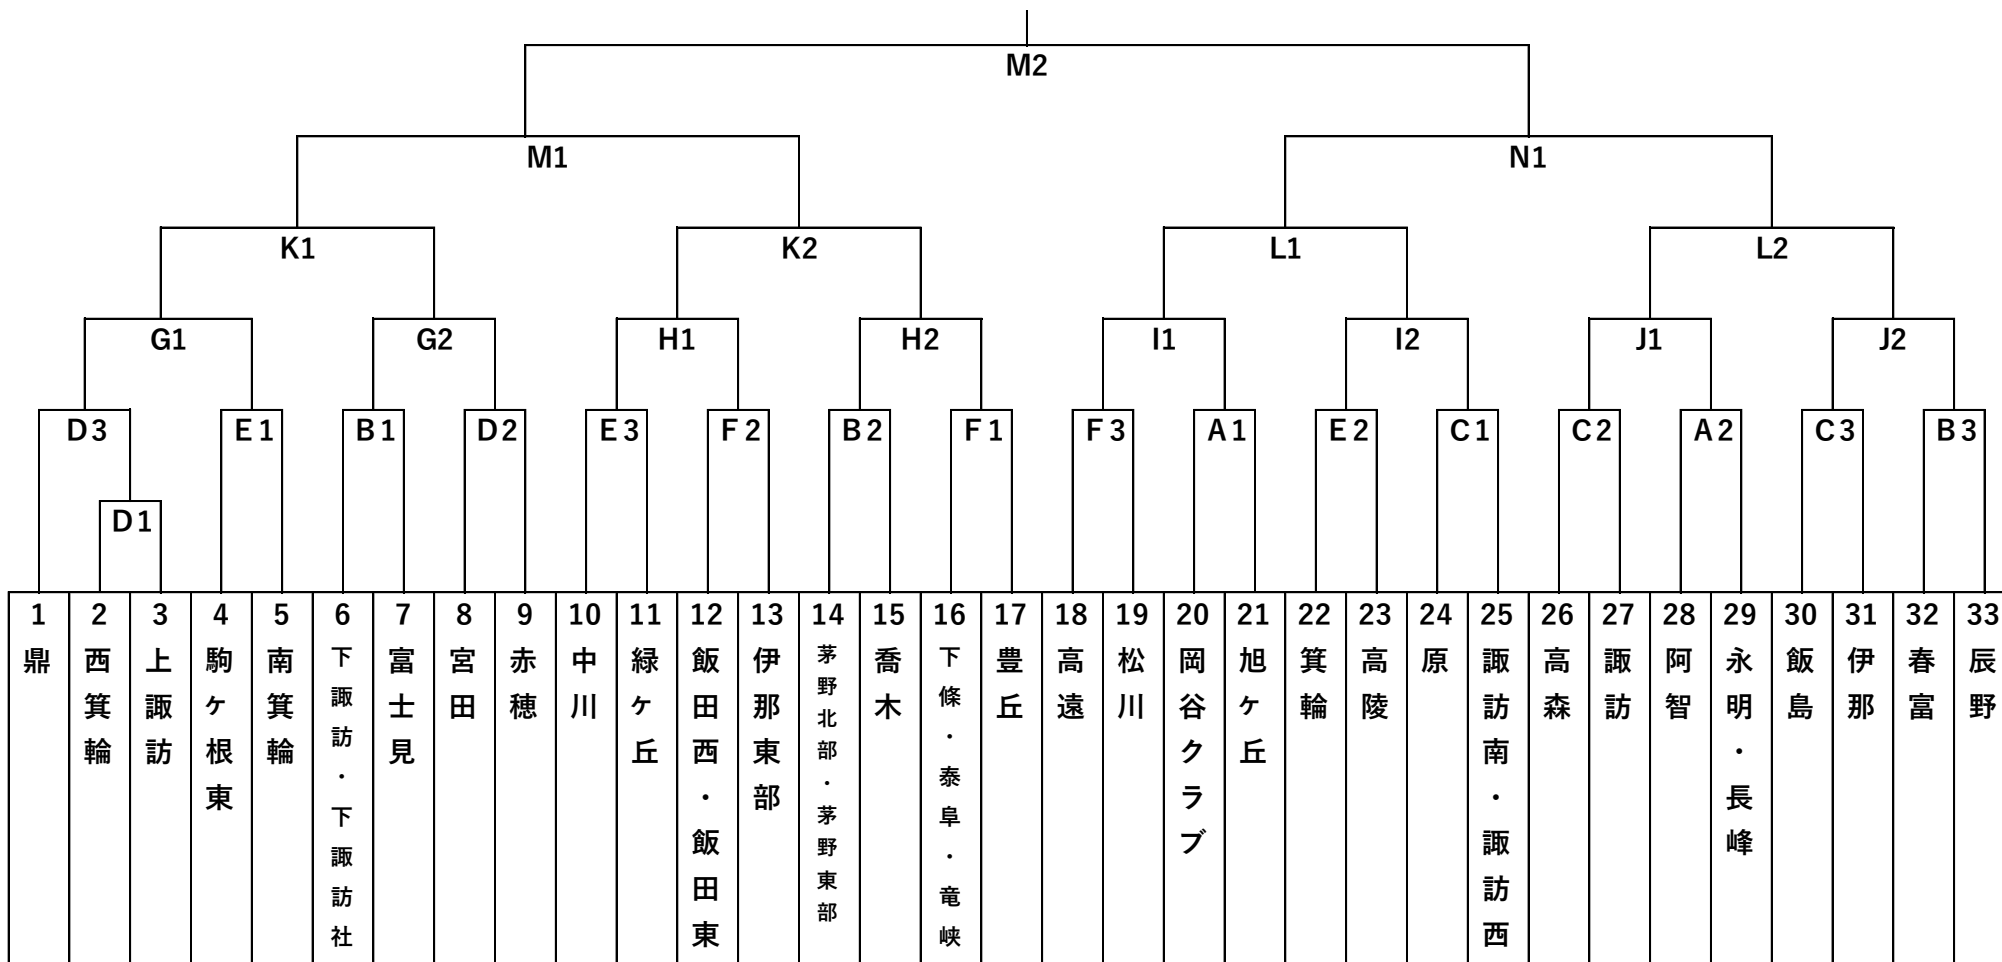 M2
M1 N1
K1 K2 L1 L2
G1 G2 H1 H2 I1 I2 J1 J2
D3 E1 B1 D2 E3 F2 B2 F1 F3 A1 E2 C1 C2 A2 C3 B3
D1
1 鼎
2 西箕輪
3 上諏訪
4 駒ヶ根東
5 南箕輪
6 下諏訪・下諏訪社
7 富士見
8 宮田
9 赤穂
10 中川
11 緑ヶ丘
12 飯田西・飯田東
13 伊那東部
14 茅野北部・茅野東部
15 喬木
16 下條・泰阜・竜峡
17 豊丘
18 高遠
19 松川
20 岡谷クラブ
21 旭ヶ丘
22 箕輪
23 高陵
24 原
25 諏訪南・諏訪西
26 高森
27 諏訪
28 阿智
29 永明・長峰
30 飯島
31 伊那
32 春富
33 辰野